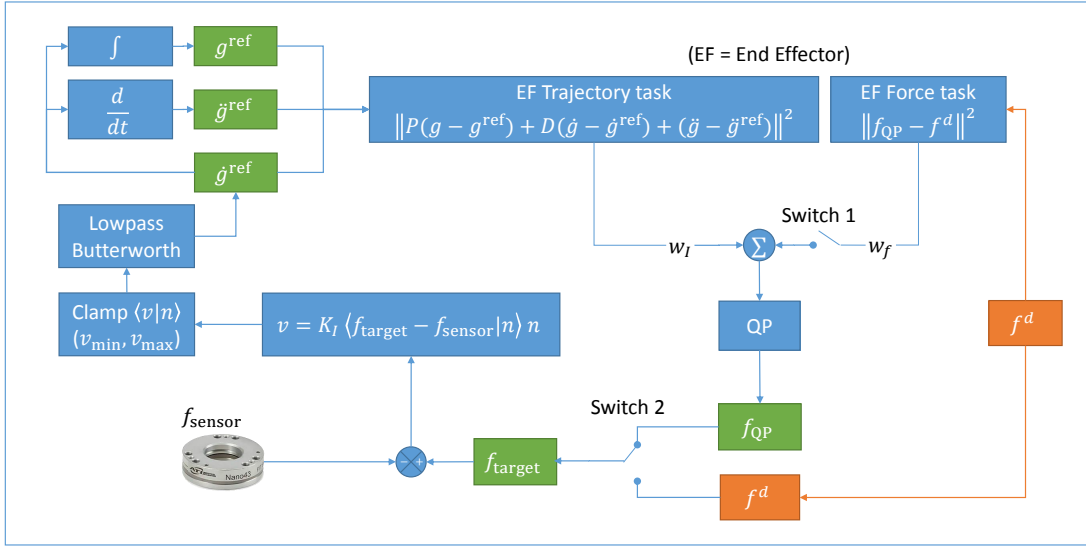 (EF = End Effector)
∫
g^ref
d/dt
g̈^ref
ġ^ref
EF Trajectory task
‖P(g − g^ref) + D(ġ − ġ^ref) + (g̈ − g̈^ref)‖²
EF Force task
‖f_QP − f^d‖²
Lowpass
Butterworth
Switch 1
w_I
Σ
w_f
Clamp ⟨v|n⟩
(v_min, v_max)
v = K_I ⟨f_target − f_sensor|n⟩ n
QP
f^d
f_sensor
Switch 2
f_QP
− +
f_target
f^d
Nano43